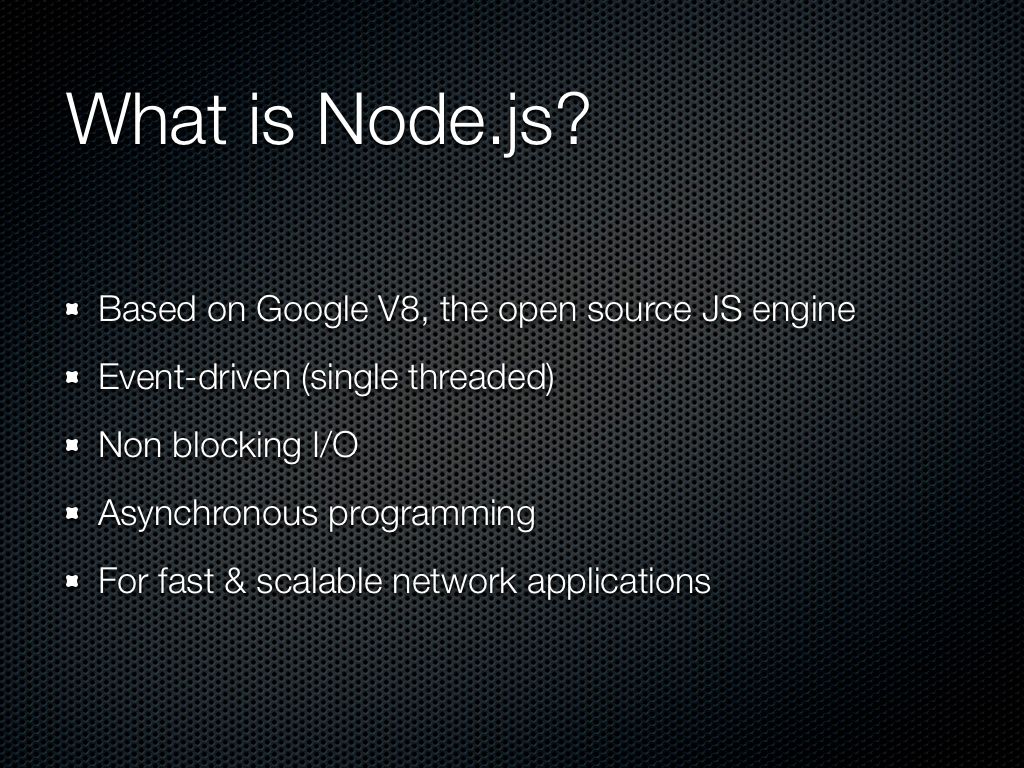 What is Node.js?
Based on Google V8, the open source JS engine
Event-driven (single threaded)
Non blocking I/O
Asynchronous programming
For fast & scalable network applications